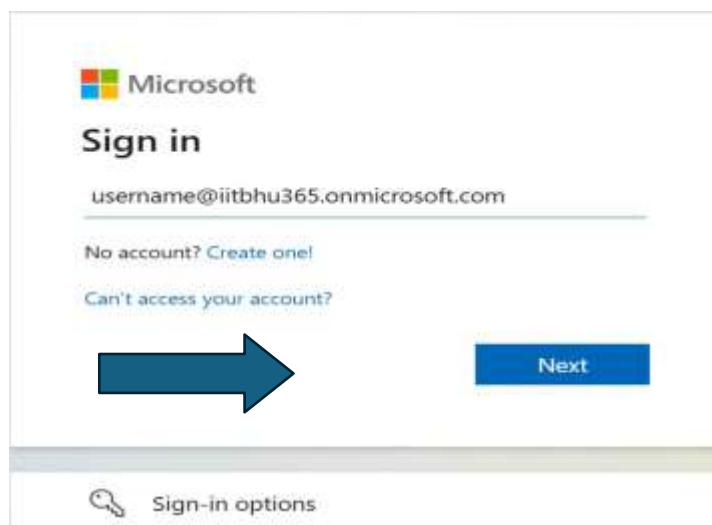 Microsoft
Sign in
username@iitbhu365.onmicrosoft.com
No account? Create one!
Can't access your account?
Next
Sign-in options